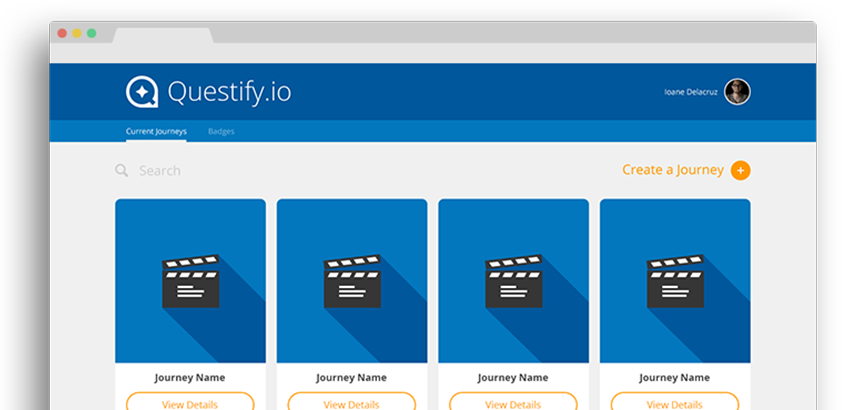 Questify.io
Ioane Delacruz
Current Journeys Badges
Search
Create a Journey +
Journey Name Journey Name Journey Name Journey Name
View Details View Details View Details View Details